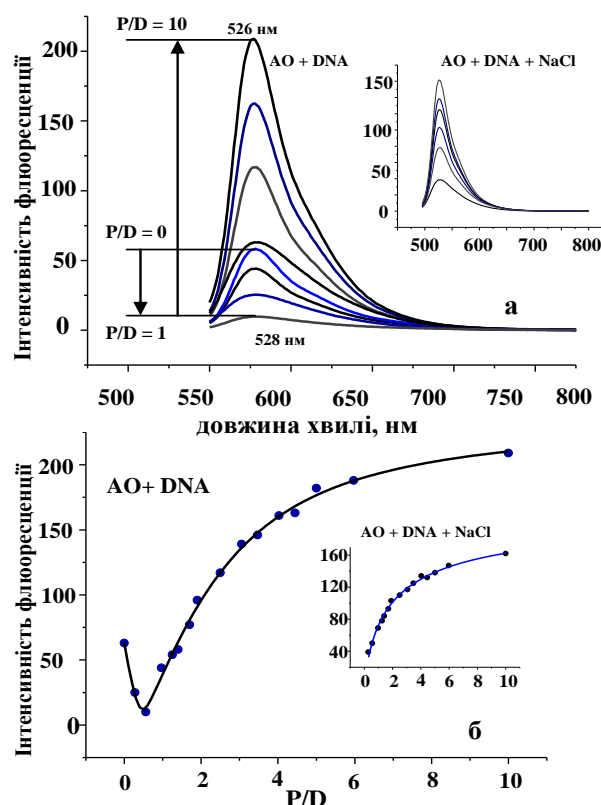 P/D = 10
526 нм
AO + DNA
AO + DNA + NaCl
Інтенсивність флюоресценції
200
150
100
50
0
150
100
50
0
500 600 700 800
P/D = 0
P/D = 1
528 нм
а
500 550 600 650 700 750 800
довжина хвилі, нм
Інтенсивність флюоресценції
200
150
100
50
0
AO+ DNA
AO + DNA + NaCl
160
120
80
40
0 2 4 6 8 10
б
0 2 4 6 8 10
P/D